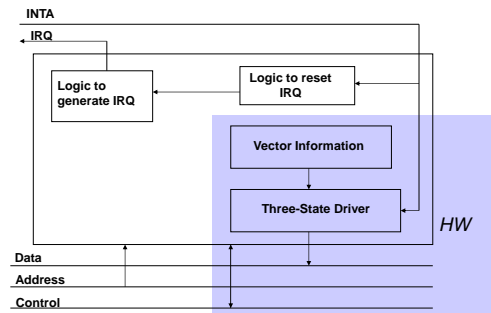 INTA
IRQ
Logic to
generate IRQ
Logic to reset
IRQ
Vector Information
Three-State Driver
HW
Data
Address
Control